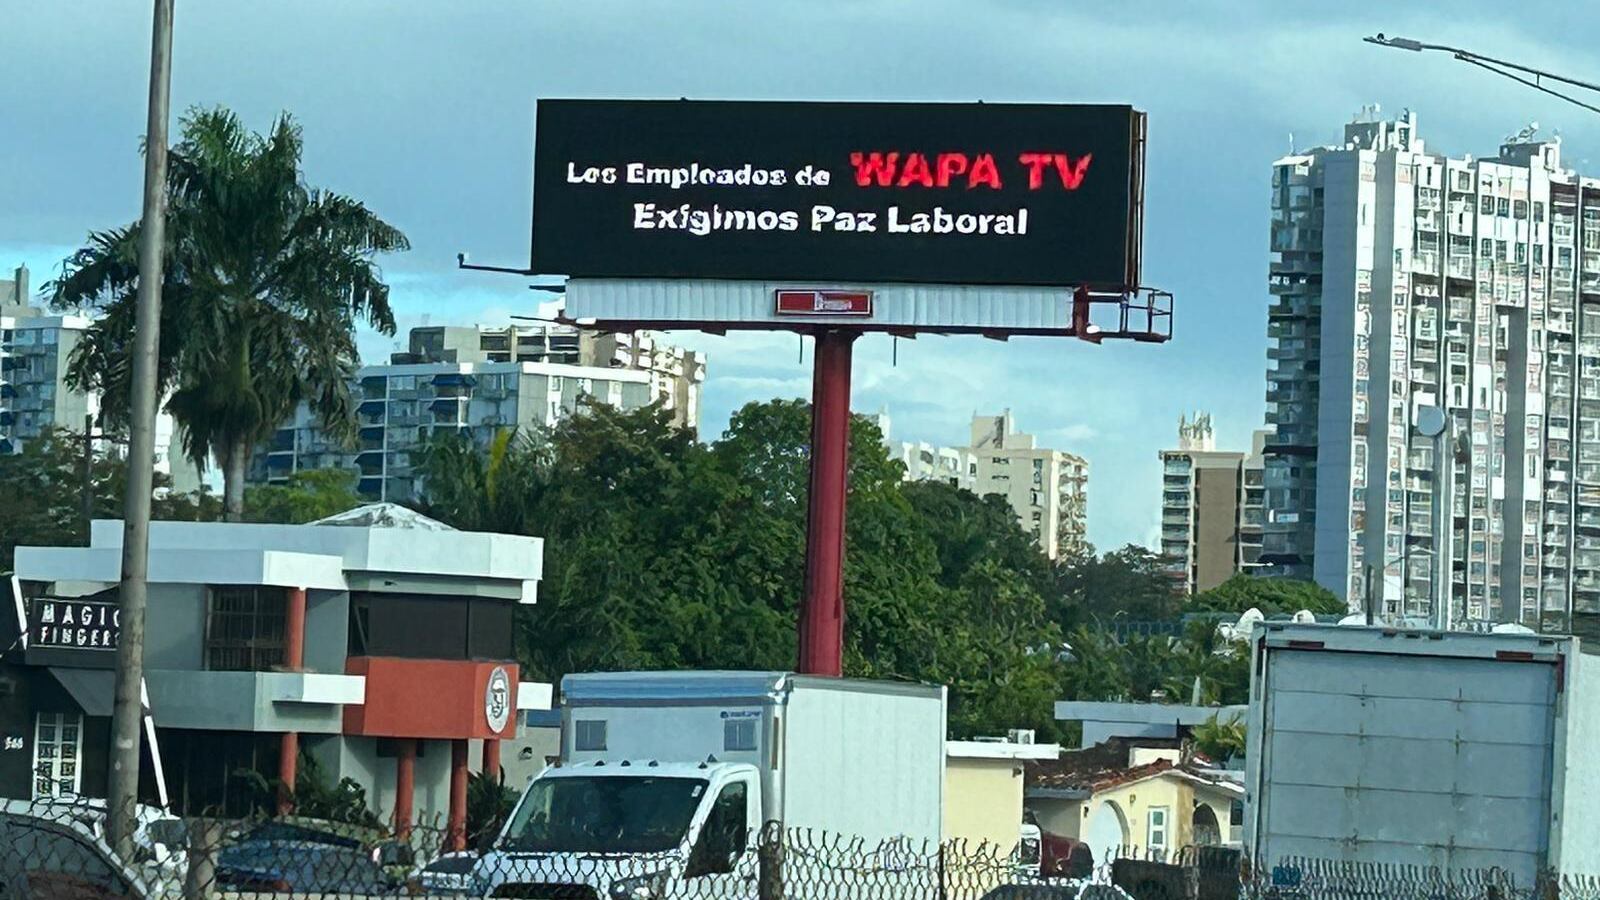 Los Empleados de WAPA TV
Exigimos Paz Laboral
MAGIC
FINGERS